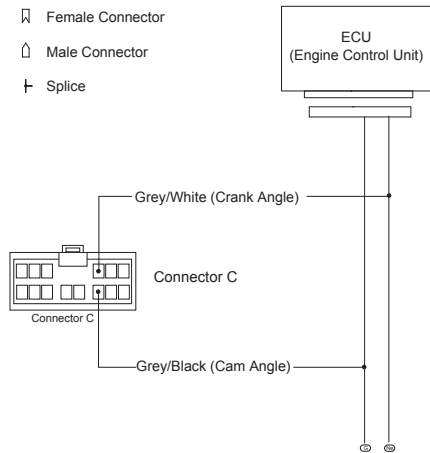 Female Connector
Male Connector
Splice
ECU
(Engine Control Unit)
Grey/White (Crank Angle)
Connector C
Connector C
Grey/Black (Cam Angle)
G
Ne